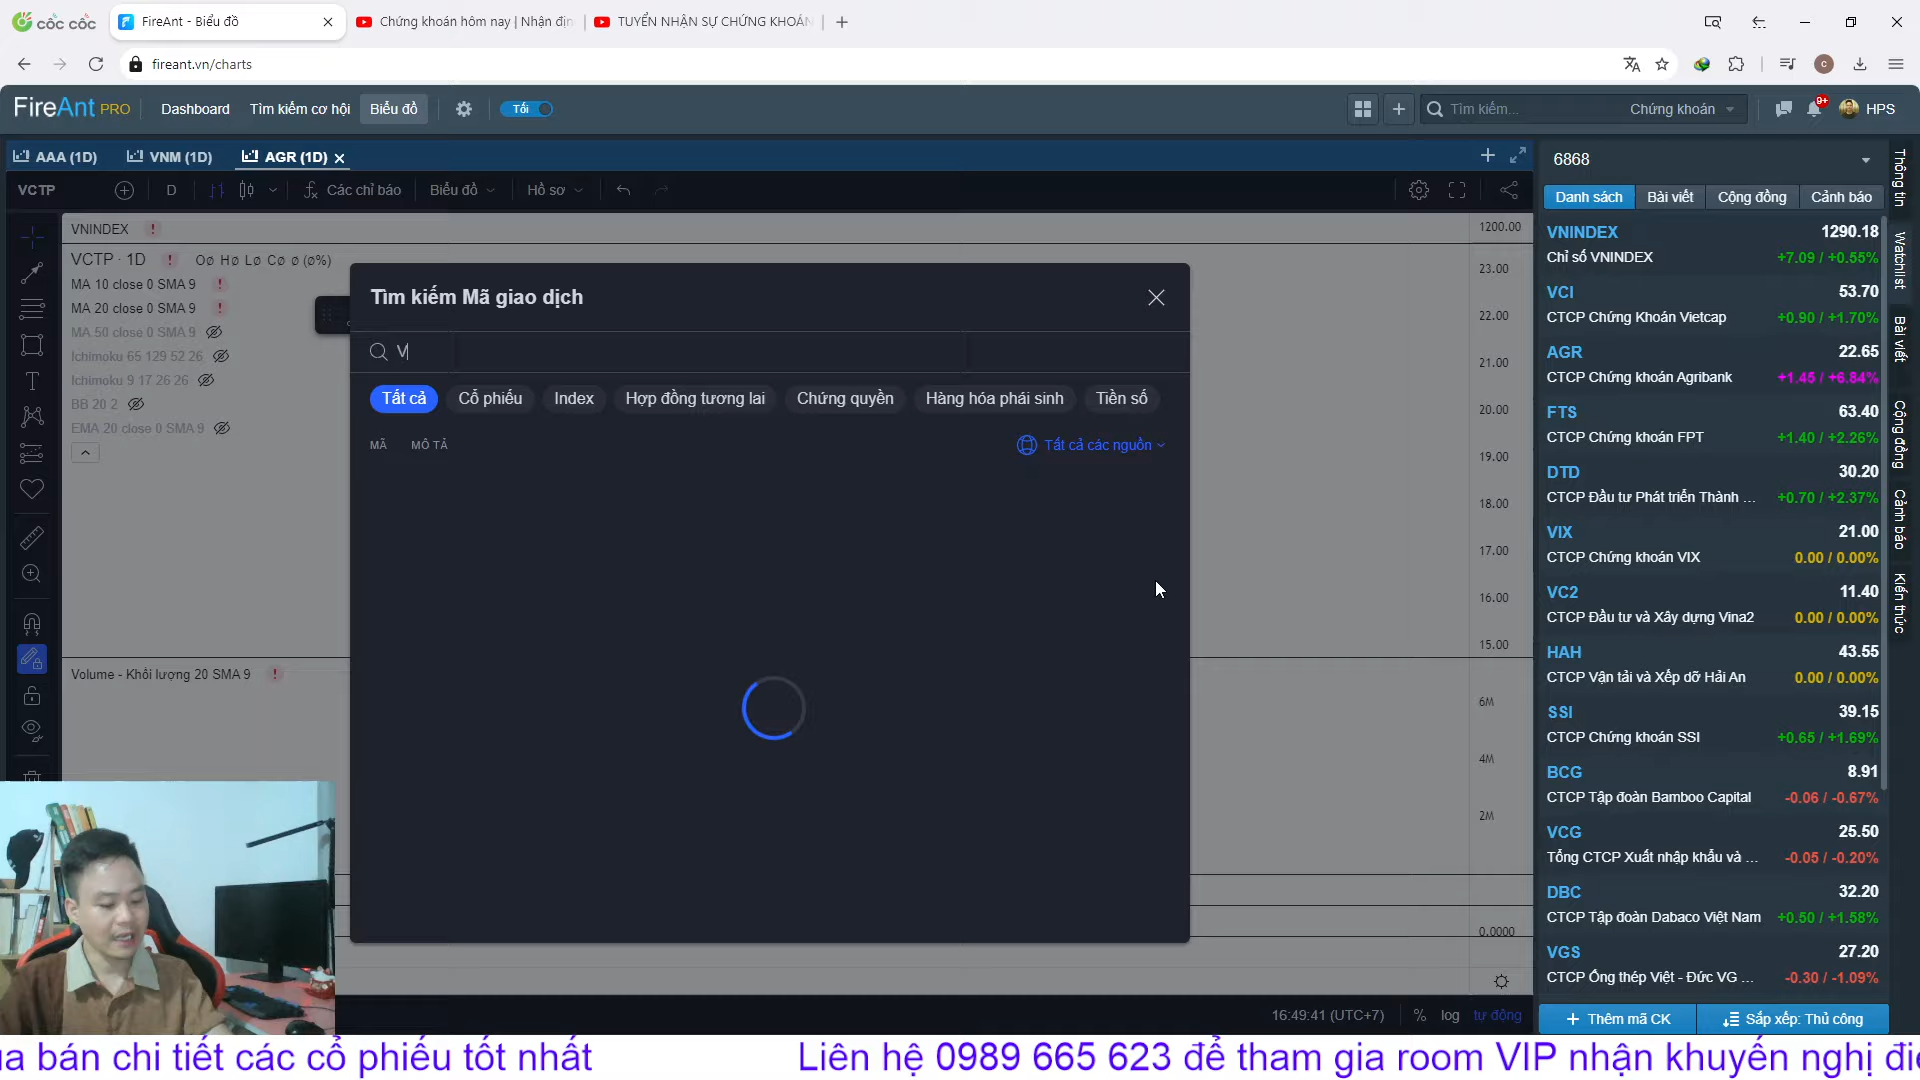 cốc cốc
FireAnt - Biểu đồ
Chứng khoán hôm nay | Nhận địn
TUYỂN NHÂN SỰ CHỨNG KHOÁN
fireant.vn/charts
FireAnt PRO
Dashboard
Tìm kiếm cơ hội
Biểu đồ
Tối
Tìm kiếm...
Chứng khoán
9+
HPS
AAA (1D)
VNM (1D)
AGR (1D)
VCTP
D
Các chỉ báo
Biểu đồ
Hồ sơ
VNINDEX !
VCTP · 1D ! O∅ H∅ L∅ C∅ ∅ (∅%)
MA 10 close 0 SMA 9 !
MA 20 close 0 SMA 9 !
MA 50 close 0 SMA 9
Ichimoku 65 129 52 26
Ichimoku 9 17 26 26
BB 20 2
EMA 20 close 0 SMA 9
Volume - Khối lượng 20 SMA 9 !
Tìm kiếm Mã giao dịch
V
Tất cả
Cổ phiếu
Index
Hợp đồng tương lai
Chứng quyền
Hàng hóa phái sinh
Tiền số
MÃ
MÔ TẢ
Tất cả các nguồn
1200.00
23.00
22.00
21.00
20.00
19.00
18.00
17.00
16.00
15.00
6M
4M
2M
0.0000
16:49:41 (UTC+7)
%
log
tự động
6868
Danh sách
Bài viết
Cộng đồng
Cảnh báo
VNINDEX 1290.18
Chỉ số VNINDEX +7.09 / +0.55%
VCI 53.70
CTCP Chứng Khoán Vietcap +0.90 / +1.70%
AGR 22.65
CTCP Chứng khoán Agribank +1.45 / +6.84%
FTS 63.40
CTCP Chứng khoán FPT +1.40 / +2.26%
DTD 30.20
CTCP Đầu tư Phát triển Thành ... +0.70 / +2.37%
VIX 21.00
CTCP Chứng khoán VIX 0.00 / 0.00%
VC2 11.40
CTCP Đầu tư và Xây dựng Vina2 0.00 / 0.00%
HAH 43.55
CTCP Vận tải và Xếp dỡ Hải An 0.00 / 0.00%
SSI 39.15
CTCP Chứng khoán SSI +0.65 / +1.69%
BCG 8.91
CTCP Tập đoàn Bamboo Capital -0.06 / -0.67%
VCG 25.50
Tổng CTCP Xuất nhập khẩu và ... -0.05 / -0.20%
DBC 32.20
CTCP Tập đoàn Dabaco Việt Nam +0.50 / +1.58%
VGS 27.20
CTCP Ống thép Việt - Đức VG ... -0.30 / -1.09%
Thêm mã CK
Sắp xếp: Thủ công
Thông tin
Watchlist
Bài viết
Cộng đồng
Cảnh báo
Kiến thức
ua bán chi tiết các cổ phiếu tốt nhất
Liên hệ 0989 665 623 để tham gia room VIP nhận khuyến nghị điể